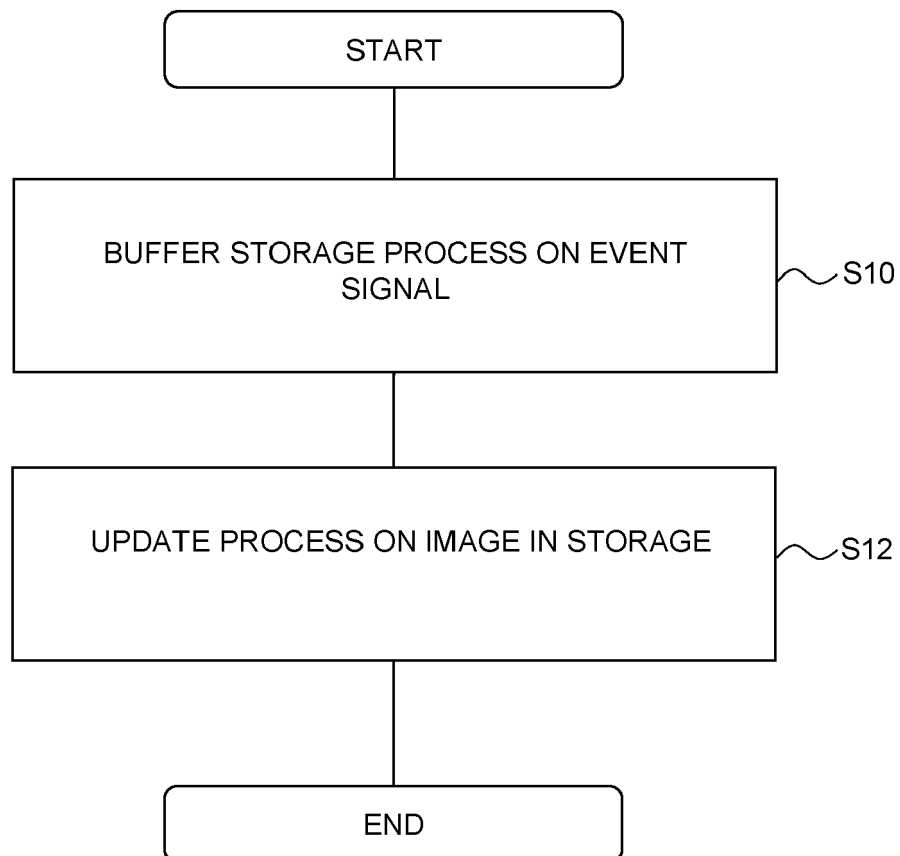 START
BUFFER STORAGE PROCESS ON EVENT
SIGNAL
S10
UPDATE PROCESS ON IMAGE IN STORAGE
S12
END